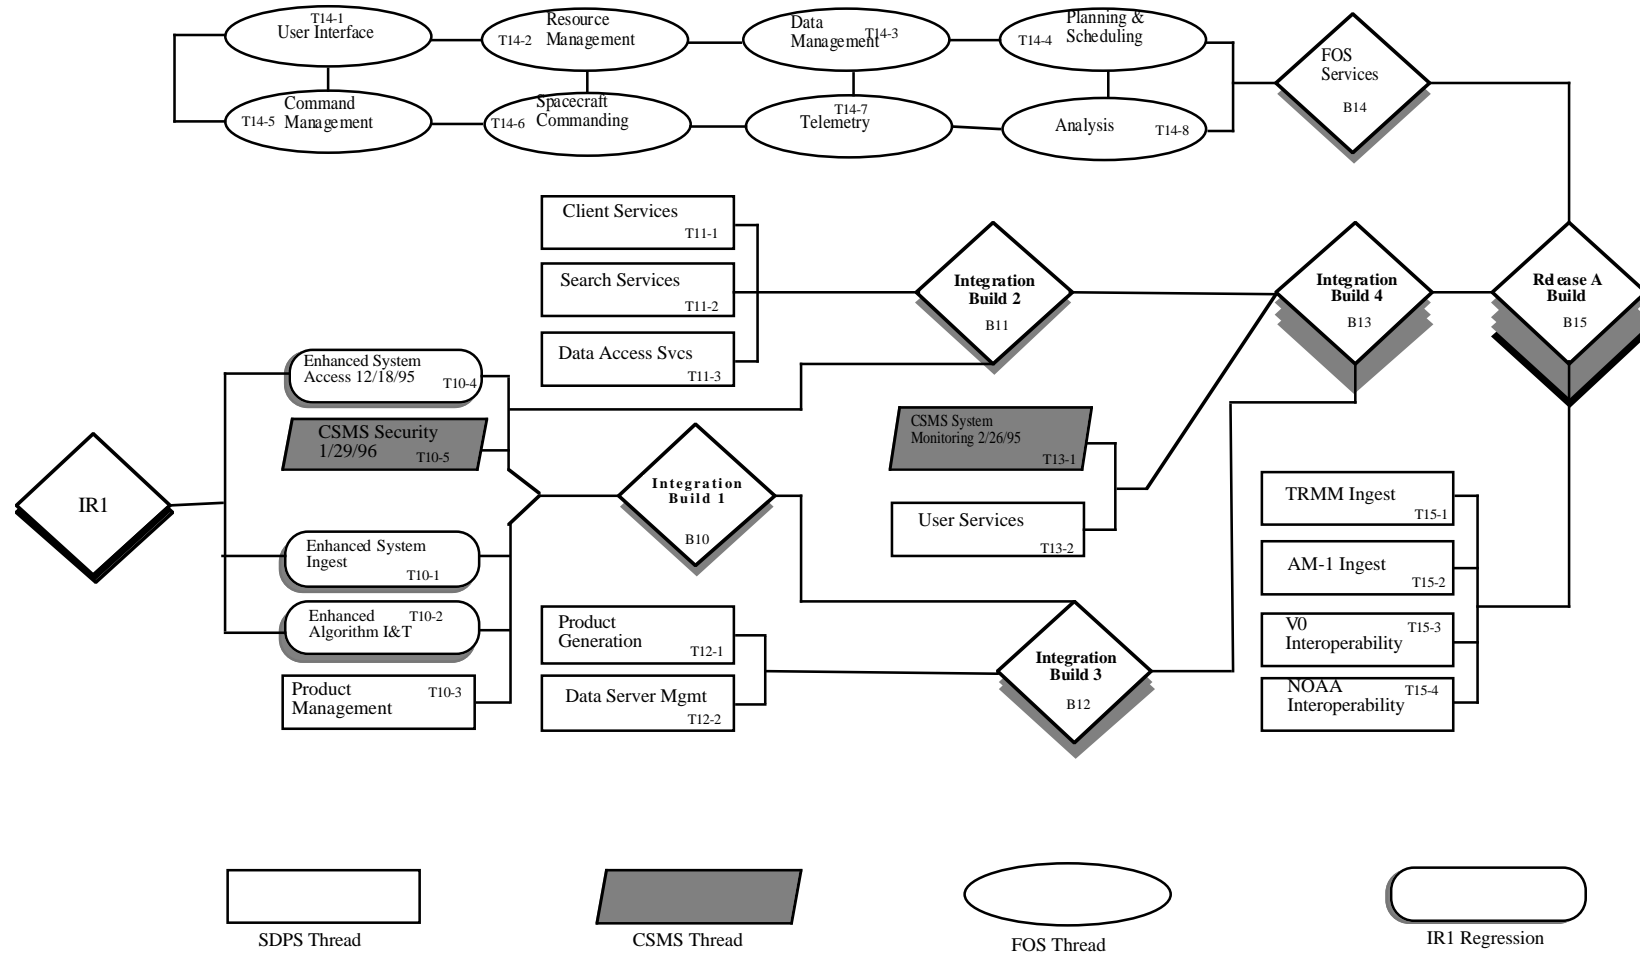 T14-1
User Interface
T14-2
Resource
Management
Data
Management
T14-3
T14-4
Planning &
Scheduling
FOS
Services
B14
T14-5
Command
Management
T14-6
Spacecraft
Commanding
T14-7
Telemetry
Analysis
T14-8
Client Services
T11-1
Search Services
T11-2
Data Access Svcs
T11-3
Integration
Build 2
B11
Integration
Build 4
B13
Release A
Build
B15
Enhanced System
Access 12/18/95
T10-4
CSMS Security
1/29/96
T10-5
IR1
Integration
Build 1
B10
CSMS System
Monitoring 2/26/95
T13-1
User Services
T13-2
Enhanced System
Ingest
T10-1
Enhanced
Algorithm I&T
T10-2
Product
Management
T10-3
Product
Generation
T12-1
Data Server Mgmt
T12-2
Integration
Build 3
B12
TRMM Ingest
T15-1
AM-1 Ingest
T15-2
V0
Interoperability
T15-3
NOAA
Interoperability
T15-4
SDPS Thread
CSMS Thread
FOS Thread
IR1 Regression